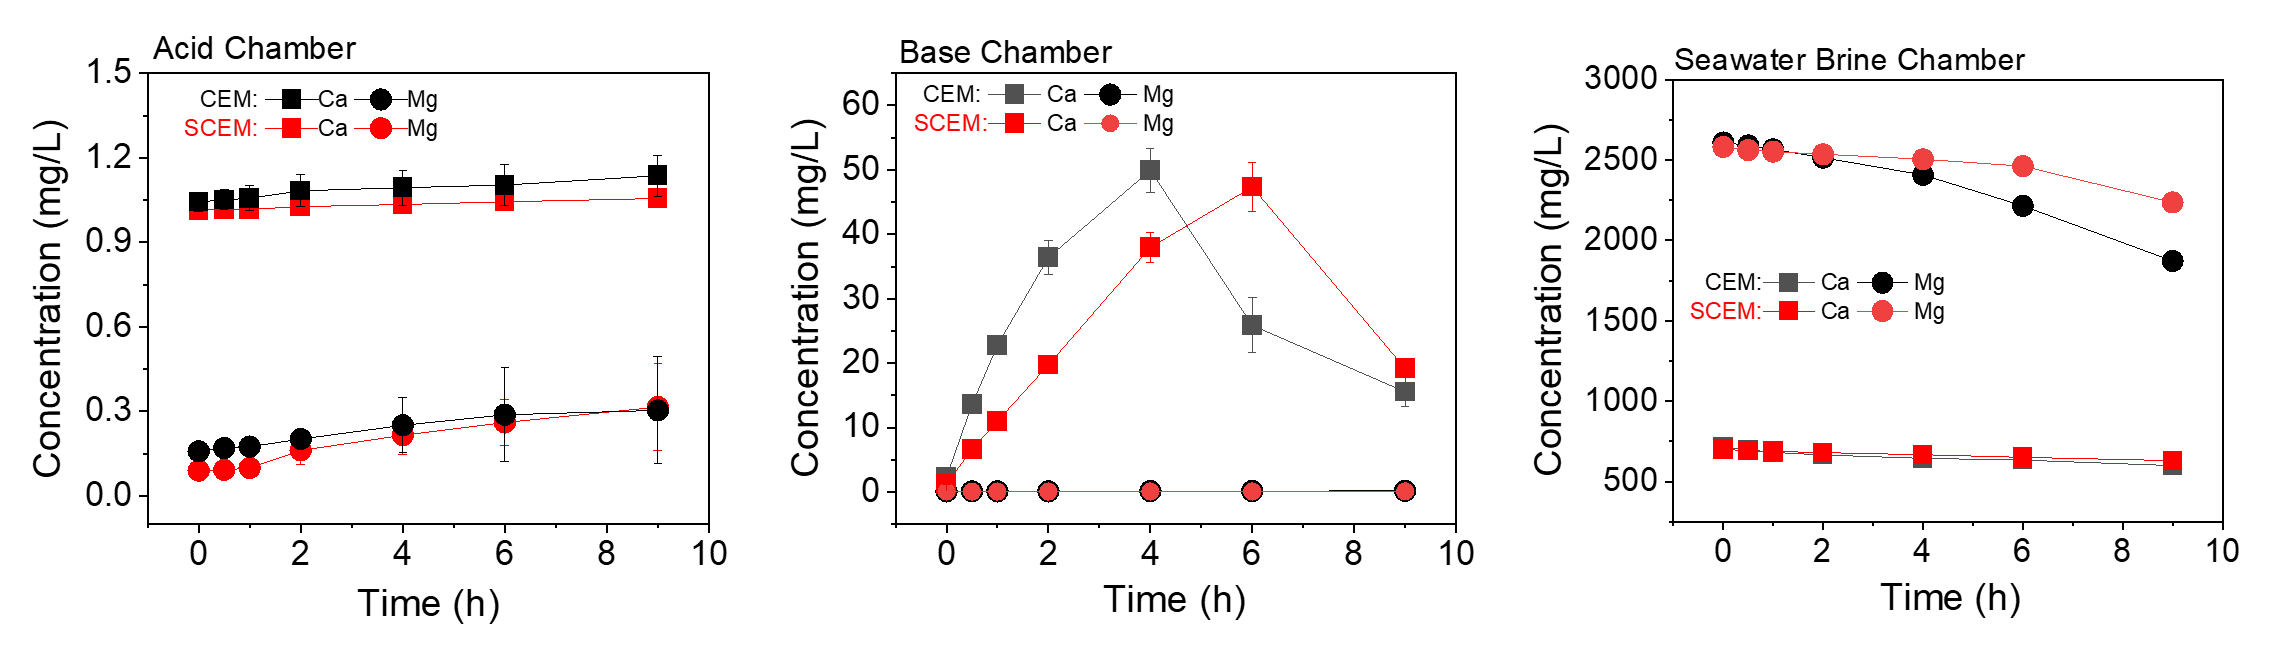 Acid Chamber
Concentration (mg/L)
1.5
1.2
0.9
0.6
0.3
0.0
CEM: Ca Mg
SCEM: Ca Mg
0 2 4 6 8 10
Time (h)
Base Chamber
Concentration (mg/L)
60
50
40
30
20
10
0
CEM: Ca Mg
SCEM: Ca Mg
0 2 4 6 8 10
Time (h)
Seawater Brine Chamber
Concentration (mg/L)
3000
2500
2000
1500
1000
500
CEM: Ca Mg
SCEM: Ca Mg
0 2 4 6 8 10
Time (h)